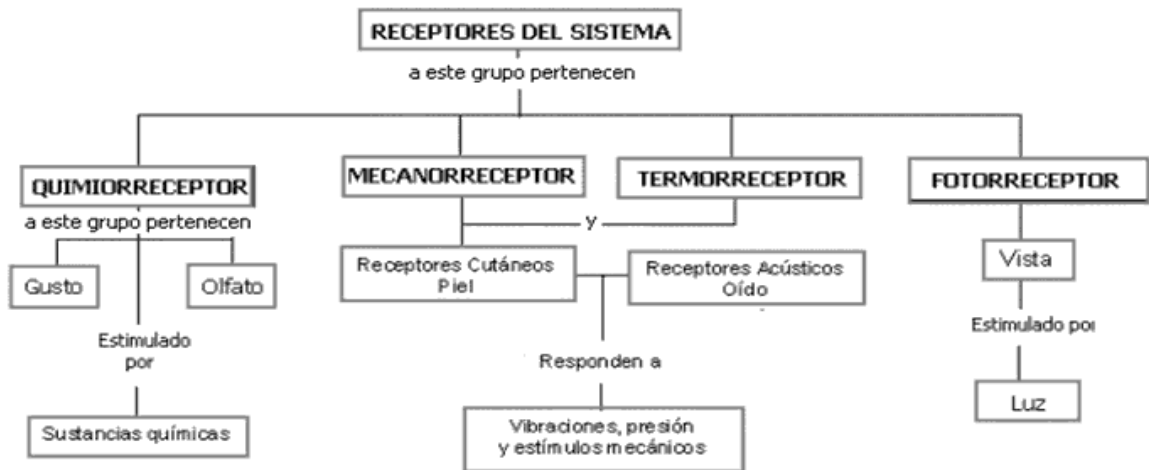 RECEPTORES DEL SISTEMA
a este grupo pertenecen
QUIMIORRECEPTOR
MECANORRECEPTOR
TERMORRECEPTOR
FOTORRECEPTOR
a este grupo pertenecen
y
Gusto
Olfato
Receptores Cutáneos
Piel
Receptores Acústicos
Oído
Vista
Estimulado
por
Responden a
Estimulado por
Sustancias químicas
Vibraciones, presión
y estímulos mecánicos
Luz